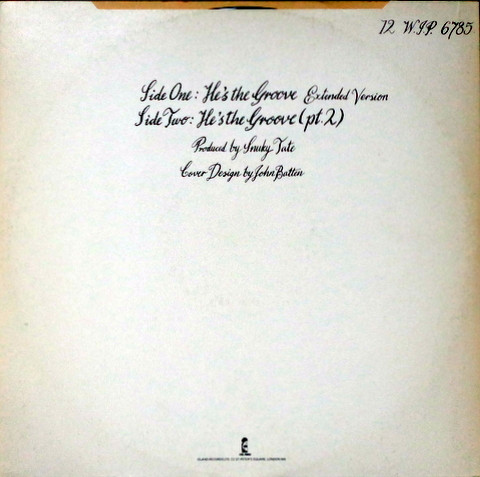 12 W.I.P. 6785
Side One: He's the Groove Extended Version
Side Two: He's the Groove (pt. 2)
Produced by Snuky Tate
Cover Design by John Batten